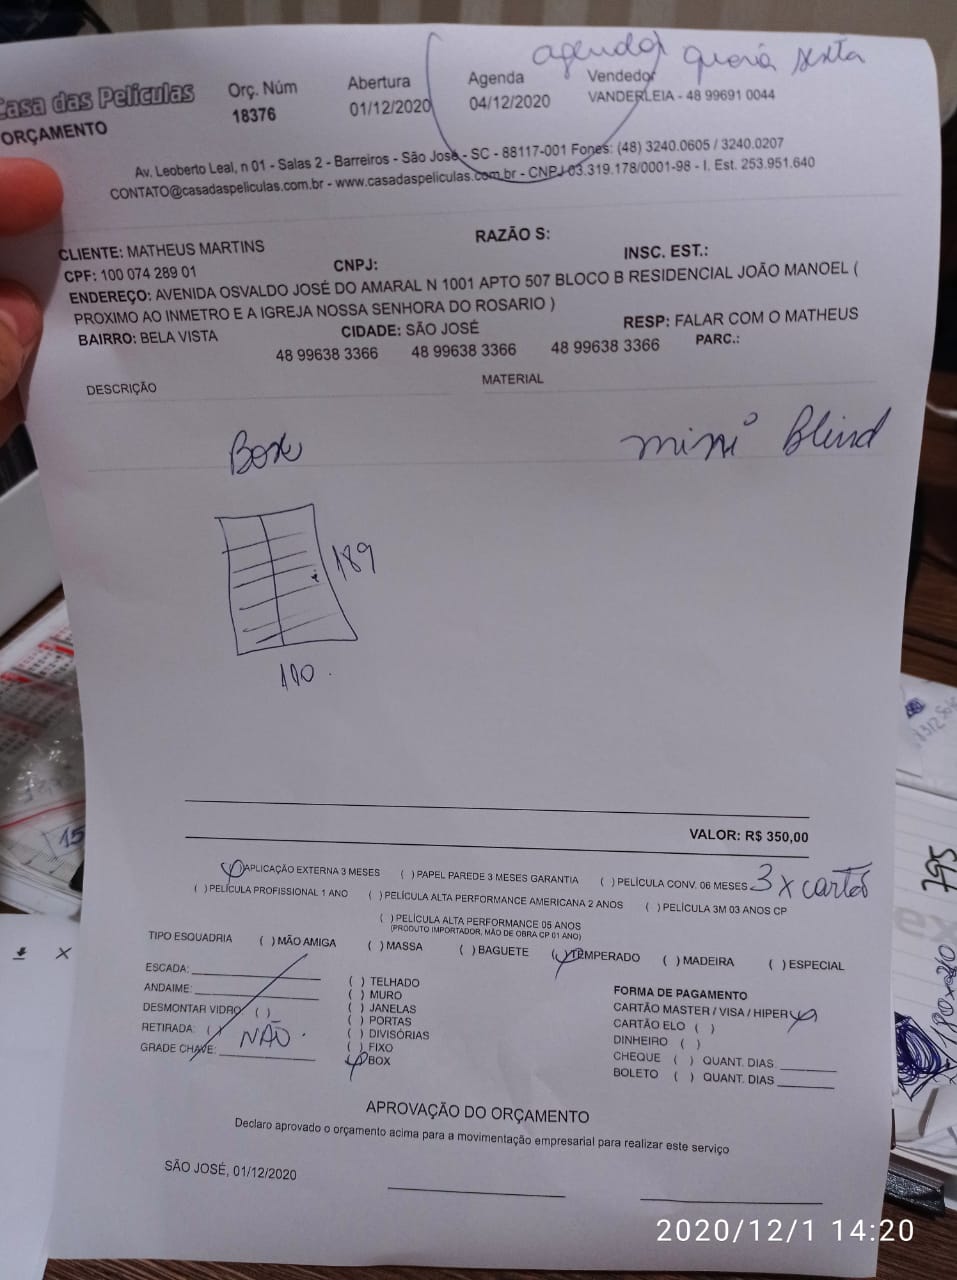 agendar quer a sexta
Casa das Películas
ORÇAMENTO
Orç. Núm
18376
Abertura
01/12/2020
Agenda
04/12/2020
Vendedor
VANDERLEIA - 48 99691 0044
Av. Leoberto Leal, n 01 - Salas 2 - Barreiros - São José - SC - 88117-001 Fones: (48) 3240.0605 / 3240.0207
CONTATO@casadaspeliculas.com.br - www.casadaspeliculas.com.br - CNPJ 03.319.178/0001-98 - I. Est. 253.951.640
CLIENTE: MATHEUS MARTINS
RAZÃO S:
CPF: 100 074 289 01
CNPJ:
INSC. EST.:
ENDEREÇO: AVENIDA OSVALDO JOSÉ DO AMARAL N 1001 APTO 507 BLOCO B RESIDENCIAL JOÃO MANOEL (
PROXIMO AO INMETRO E A IGREJA NOSSA SENHORA DO ROSARIO )
BAIRRO: BELA VISTA
CIDADE: SÃO JOSÉ
RESP: FALAR COM O MATHEUS
48 99638 3366 48 99638 3366 48 99638 3366
PARC.:
DESCRIÇÃO
MATERIAL
Box
mini Blind
189
110
VALOR: R$ 350,00
( ) APLICAÇÃO EXTERNA 3 MESES ( ) PAPEL PAREDE 3 MESES GARANTIA ( ) PELÍCULA CONV. 06 MESES
3 x cartão
( ) PELÍCULA PROFISSIONAL 1 ANO ( ) PELÍCULA ALTA PERFORMANCE AMERICANA 2 ANOS ( ) PELÍCULA 3M 03 ANOS CP
( ) PELÍCULA ALTA PERFORMANCE 05 ANOS
(PRODUTO IMPORTADOR, MÃO DE OBRA CP 01 ANO)
TIPO ESQUADRIA ( ) MÃO AMIGA ( ) MASSA ( ) BAGUETE ( ) TEMPERADO ( ) MADEIRA ( ) ESPECIAL
ESCADA:
ANDAIME:
DESMONTAR VIDRO ( )
RETIRADA: ( )
GRADE CHAVE:
NÃO
( ) TELHADO
( ) MURO
( ) JANELAS
( ) PORTAS
( ) DIVISÓRIAS
( ) FIXO
( ) BOX
FORMA DE PAGAMENTO
CARTÃO MASTER / VISA / HIPER ( )
CARTÃO ELO ( )
DINHEIRO ( )
CHEQUE ( ) QUANT. DIAS
BOLETO ( ) QUANT. DIAS
APROVAÇÃO DO ORÇAMENTO
Declaro aprovado o orçamento acima para a movimentação empresarial para realizar este serviço
SÃO JOSÉ, 01/12/2020
15
795
180x220
2020/12/1 14:20